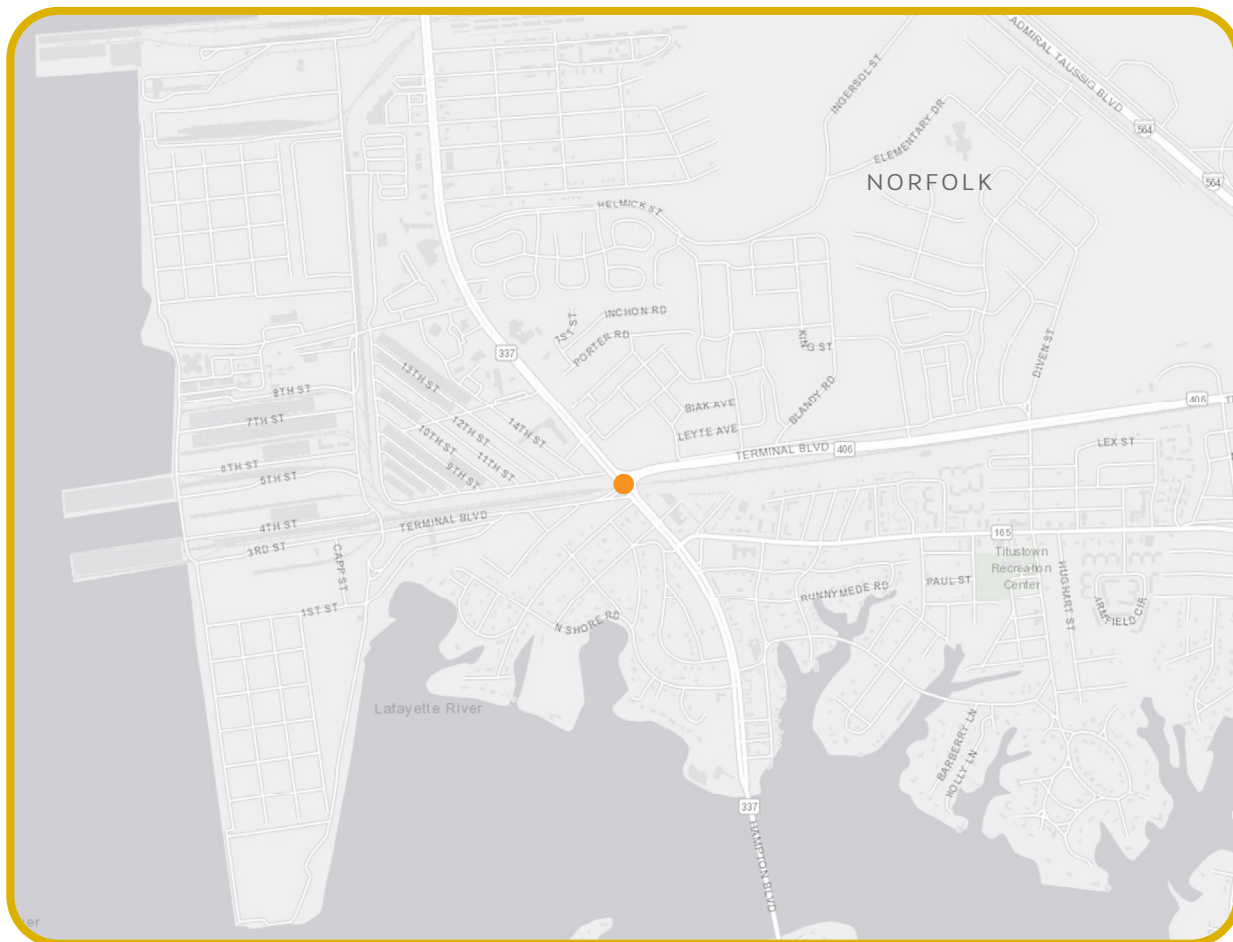 ADMIRAL TAUSSIG BLVD
INGERSOL ST
ELEMENTARY DR
564
564
NORFOLK
HELMICK ST
INCHON RD
1ST ST
PORTER RD
KING ST
337
DIVEN ST
13TH ST
8TH ST
BIAK AVE
BLANDY RD
406
7TH ST
12TH ST
14TH ST
LEYTE AVE
10TH ST
11TH ST
TERMINAL BLVD
406
LEX ST
6TH ST
5TH ST
9TH ST
4TH ST
TERMINAL BLVD
3RD ST
165
CAPP ST
Titustown
Recreation
Center
HUGHART ST
RUNNYMEDE RD
PAUL ST
ARMFIELD CIR
1ST ST
N SHORE RD
Lafayette River
BARBERRY LN
HOLLY LN
337
HAMPTON BLVD